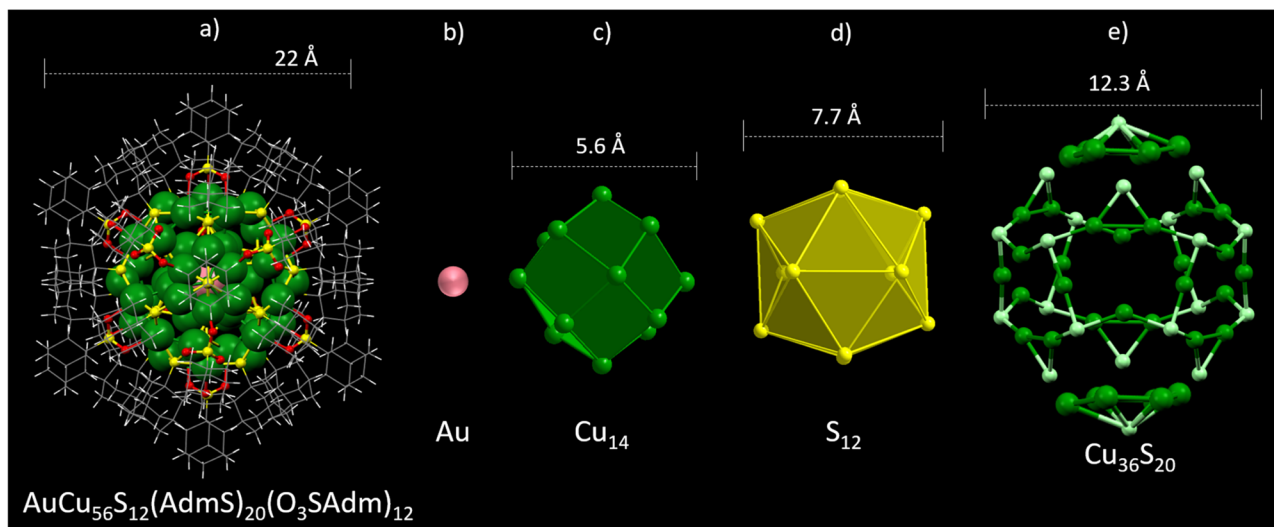 a) b) c) d) e)
22 Å
12.3 Å
5.6 Å
7.7 Å
Au
Cu₁₄
S₁₂
Cu₃₆S₂₀
AuCu₅₆S₁₂(AdmS)₂₀(O₃SAdm)₁₂